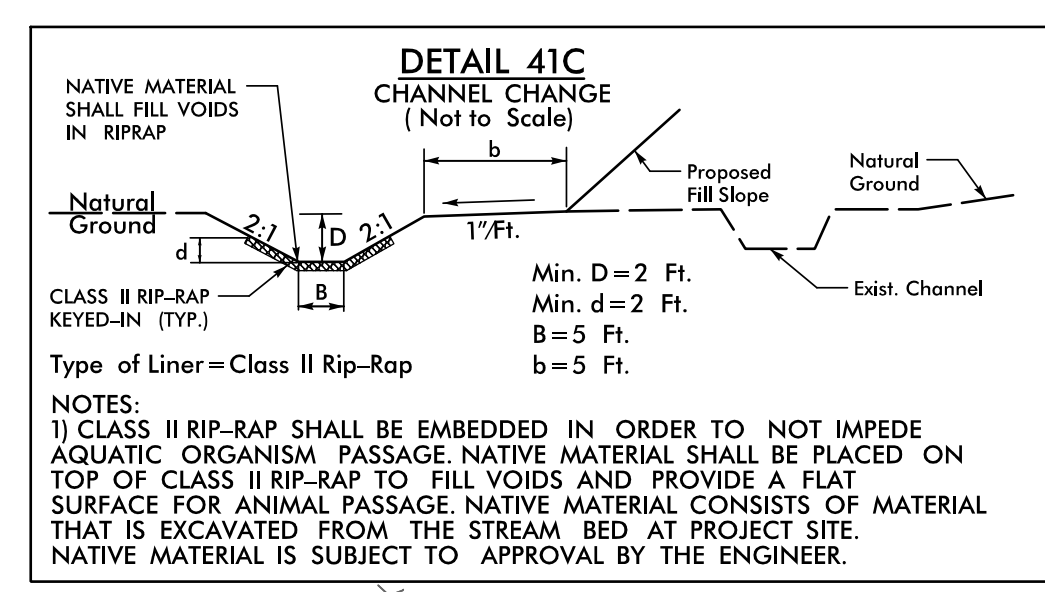 DETAIL 41C
CHANNEL CHANGE
( Not to Scale)
NATIVE MATERIAL
SHALL FILL VOIDS
IN RIPRAP
b
Proposed
Fill Slope
Natural
Ground
Natural
Ground
2:1
D
2:1
1"/Ft.
d
B
CLASS II RIP–RAP
KEYED–IN (TYP.)
Exist. Channel
Min. D=2 Ft.
Min. d=2 Ft.
B=5 Ft.
b=5 Ft.
Type of Liner=Class II Rip–Rap
NOTES:
1) CLASS II RIP–RAP SHALL BE EMBEDDED IN ORDER TO NOT IMPEDE
AQUATIC ORGANISM PASSAGE. NATIVE MATERIAL SHALL BE PLACED ON
TOP OF CLASS II RIP–RAP TO FILL VOIDS AND PROVIDE A FLAT
SURFACE FOR ANIMAL PASSAGE. NATIVE MATERIAL CONSISTS OF MATERIAL
THAT IS EXCAVATED FROM THE STREAM BED AT PROJECT SITE.
NATIVE MATERIAL IS SUBJECT TO APPROVAL BY THE ENGINEER.